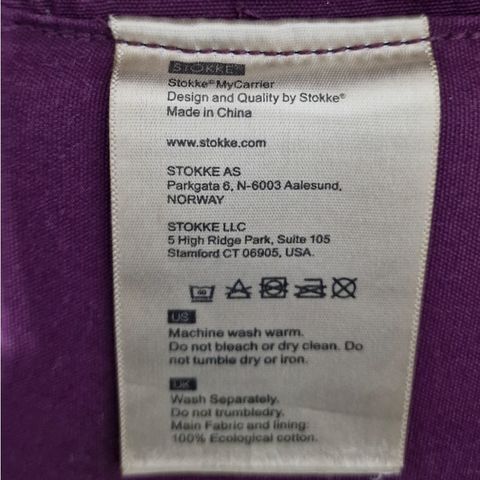 STOKKE®
Stokke® MyCarrier
Design and Quality by Stokke®
Made in China
www.stokke.com
STOKKE AS
Parkgata 6, N-6003 Aalesund,
NORWAY
STOKKE LLC
5 High Ridge Park, Suite 105
Stamford CT 06905, USA.
40
US
Machine wash warm.
Do not bleach or dry clean. Do
not tumble dry or iron.
UK
Wash Separately.
Do not trumbledry.
Main Fabric and lining:
100% Ecological cotton.